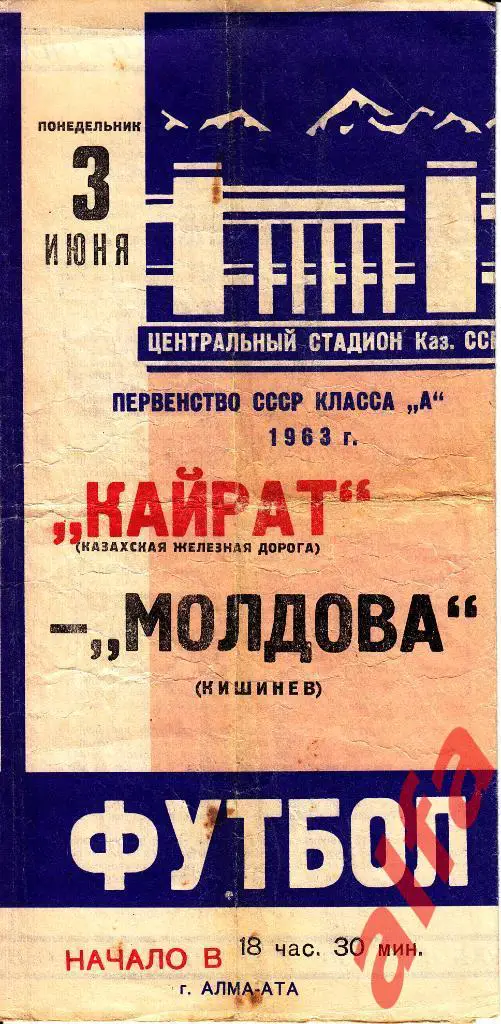 ПОНЕДЕЛЬНИК
3
ИЮНЯ
ЦЕНТРАЛЬНЫЙ СТАДИОН Каз. ССР
ПЕРВЕНСТВО СССР КЛАССА „А“
1963 г.
„КАЙРАТ“
(КАЗАХСКАЯ ЖЕЛЕЗНАЯ ДОРОГА)
–„МОЛДОВА“
(КИШИНЕВ)
ФУТБОЛ
НАЧАЛО В 18 час. 30 мин.
г. АЛМА-АТА
alfa